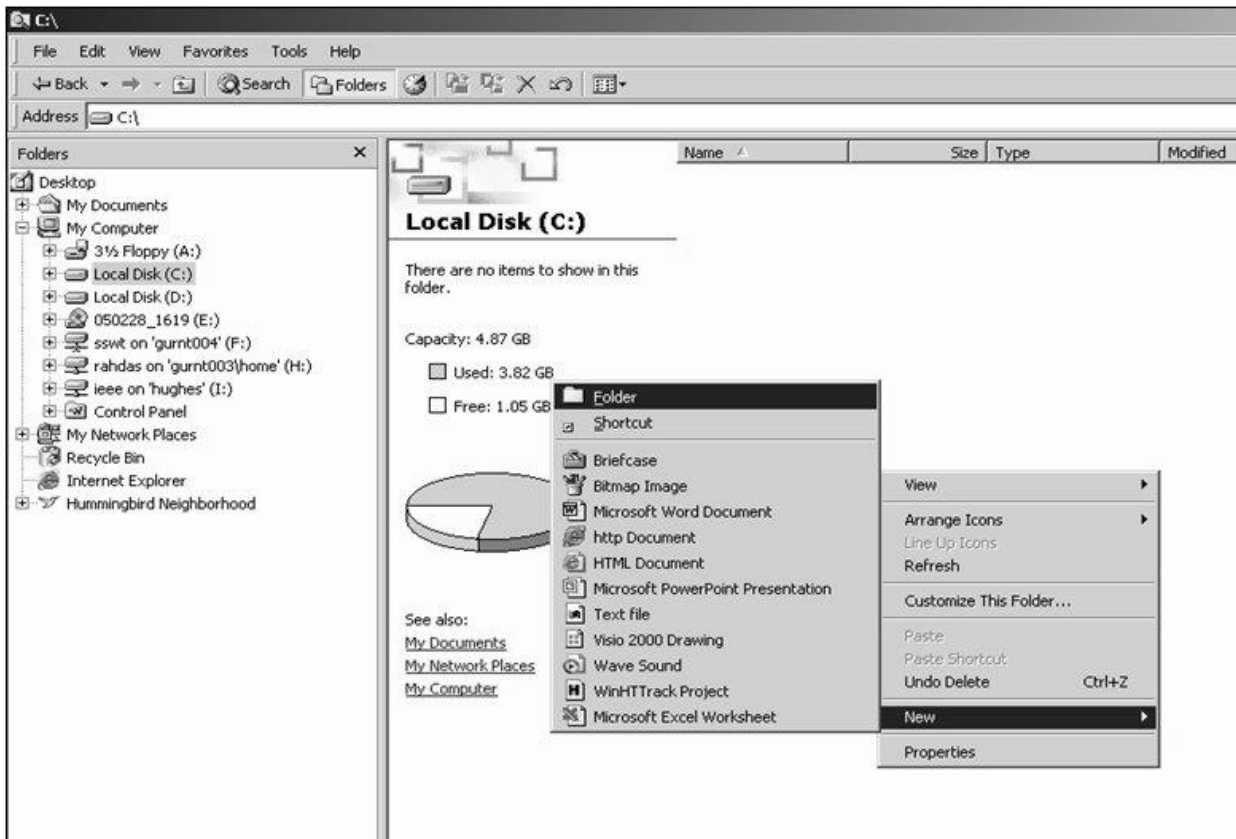 C:\
File Edit View Favorites Tools Help
Back Search Folders
Address C:\
Folders
Desktop
My Documents
My Computer
3½ Floppy (A:)
Local Disk (C:)
Local Disk (D:)
050228_1619 (E:)
sswt on 'gurnt004' (F:)
rahdas on 'gurnt003\home' (H:)
ieee on 'hughes' (I:)
Control Panel
My Network Places
Recycle Bin
Internet Explorer
Hummingbird Neighborhood
Name Size Type Modified
Local Disk (C:)
There are no items to show in this
folder.
Capacity: 4.87 GB
Used: 3.82 GB
Free: 1.05 GB
See also:
My Documents
My Network Places
My Computer
Folder
Shortcut
Briefcase
Bitmap Image
Microsoft Word Document
http Document
HTML Document
Microsoft PowerPoint Presentation
Text file
Visio 2000 Drawing
Wave Sound
WinHTTrack Project
Microsoft Excel Worksheet
View
Arrange Icons
Line Up Icons
Refresh
Customize This Folder...
Paste
Paste Shortcut
Undo Delete Ctrl+Z
New
Properties